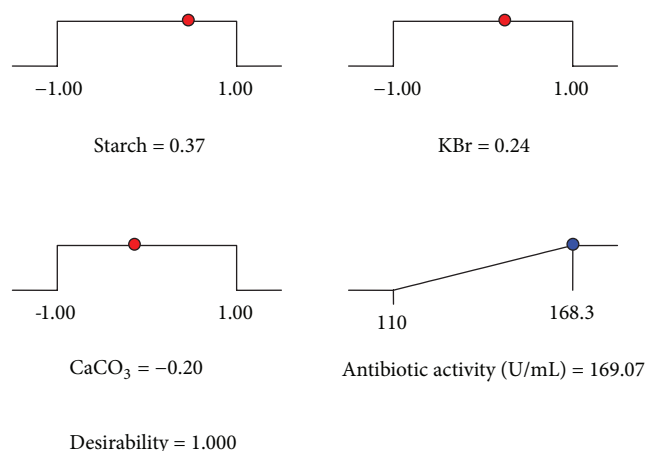 −1.00 1.00 −1.00 1.00
Starch = 0.37 KBr = 0.24
-1.00 1.00 110 168.3
CaCO₃ = −0.20 Antibiotic activity (U/mL) = 169.07
Desirability = 1.000